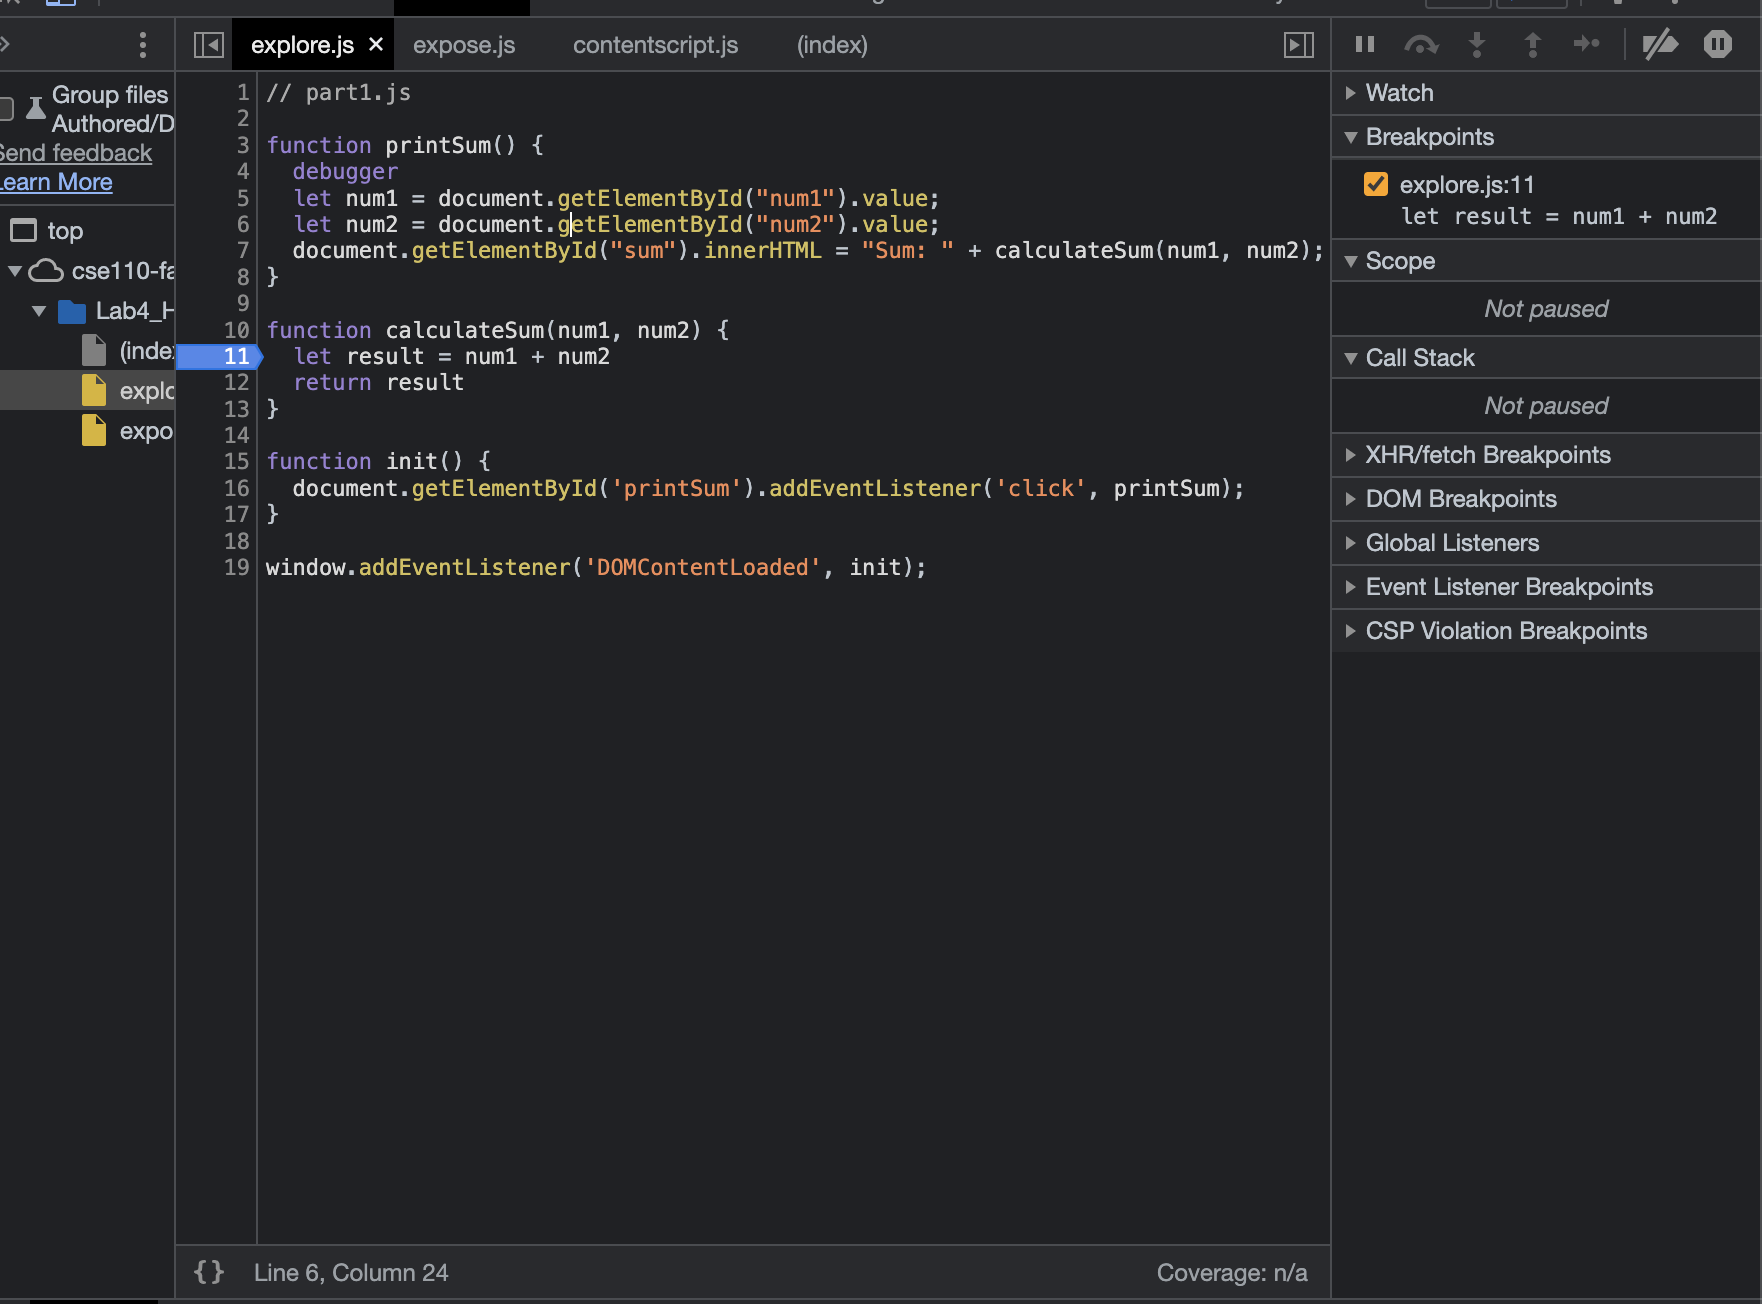 explore.js ✕ expose.js contentscript.js (index)
Group files
Authored/D
Send feedback
Learn More
top
cse110-fa
Lab4_H
(inde
explo
expo
1 // part1.js
2
3 function printSum() {
4   debugger
5   let num1 = document.getElementById("num1").value;
6   let num2 = document.getElementById("num2").value;
7   document.getElementById("sum").innerHTML = "Sum: " + calculateSum(num1, num2);
8 }
9
10 function calculateSum(num1, num2) {
11   let result = num1 + num2
12   return result
13 }
14
15 function init() {
16   document.getElementById('printSum').addEventListener('click', printSum);
17 }
18
19 window.addEventListener('DOMContentLoaded', init);
{} Line 6, Column 24
Coverage: n/a
Watch
Breakpoints
explore.js:11
let result = num1 + num2
Scope
Not paused
Call Stack
Not paused
XHR/fetch Breakpoints
DOM Breakpoints
Global Listeners
Event Listener Breakpoints
CSP Violation Breakpoints